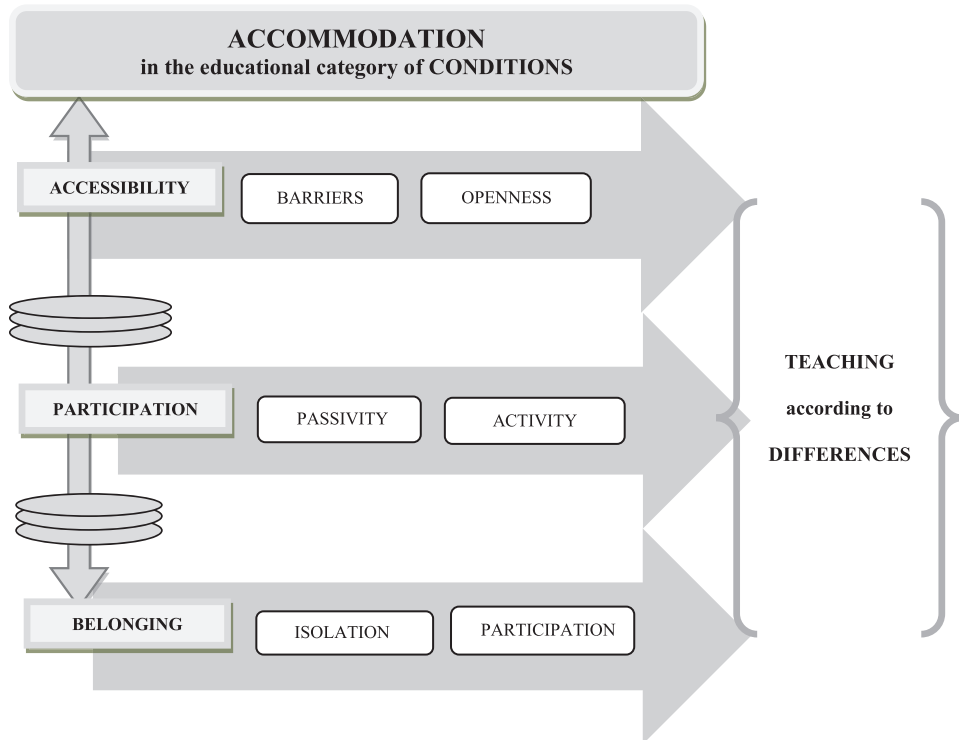 ACCOMMODATION
in the educational category of CONDITIONS
ACCESSIBILITY
BARRIERS
OPENNESS
PARTICIPATION
PASSIVITY
ACTIVITY
BELONGING
ISOLATION
PARTICIPATION
TEACHING
according to
DIFFERENCES